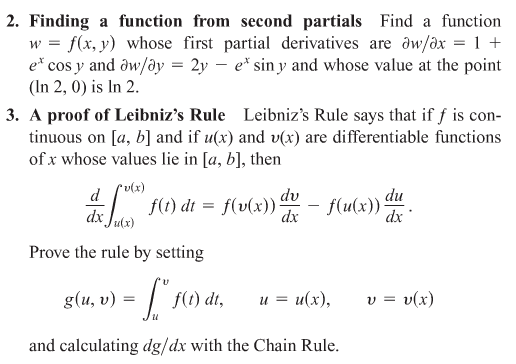 2. Finding a function from second partials Find a function
w = f(x, y) whose first partial derivatives are ∂w/∂x = 1 +
eˣ cos y and ∂w/∂y = 2y − eˣ sin y and whose value at the point
(ln 2, 0) is ln 2.
3. A proof of Leibniz’s Rule Leibniz’s Rule says that if f is con-
tinuous on [a, b] and if u(x) and v(x) are differentiable functions
of x whose values lie in [a, b], then
d/dx ∫_{u(x)}^{v(x)} f(t) dt = f(v(x)) dv/dx − f(u(x)) du/dx.
Prove the rule by setting
g(u, v) = ∫_{u}^{v} f(t) dt, u = u(x), v = v(x)
and calculating dg/dx with the Chain Rule.